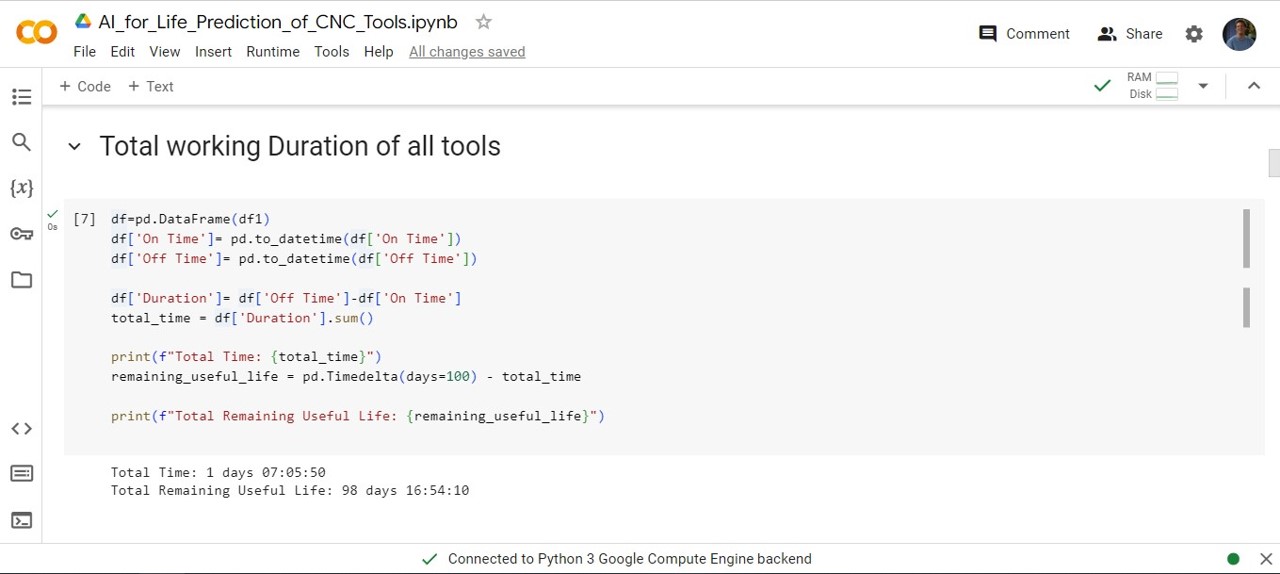 AI_for_Life_Prediction_of_CNC_Tools.ipynb
File Edit View Insert Runtime Tools Help All changes saved
Comment
Share
+ Code + Text
RAM
Disk
Total working Duration of all tools
{x}
0s
[7] df=pd.DataFrame(df1)
df['On Time']= pd.to_datetime(df['On Time'])
df['Off Time']= pd.to_datetime(df['Off Time'])
df['Duration']= df['Off Time']-df['On Time']
total_time = df['Duration'].sum()
print(f"Total Time: {total_time}")
remaining_useful_life = pd.Timedelta(days=100) - total_time
print(f"Total Remaining Useful Life: {remaining_useful_life}")
Total Time: 1 days 07:05:50
Total Remaining Useful Life: 98 days 16:54:10
Connected to Python 3 Google Compute Engine backend